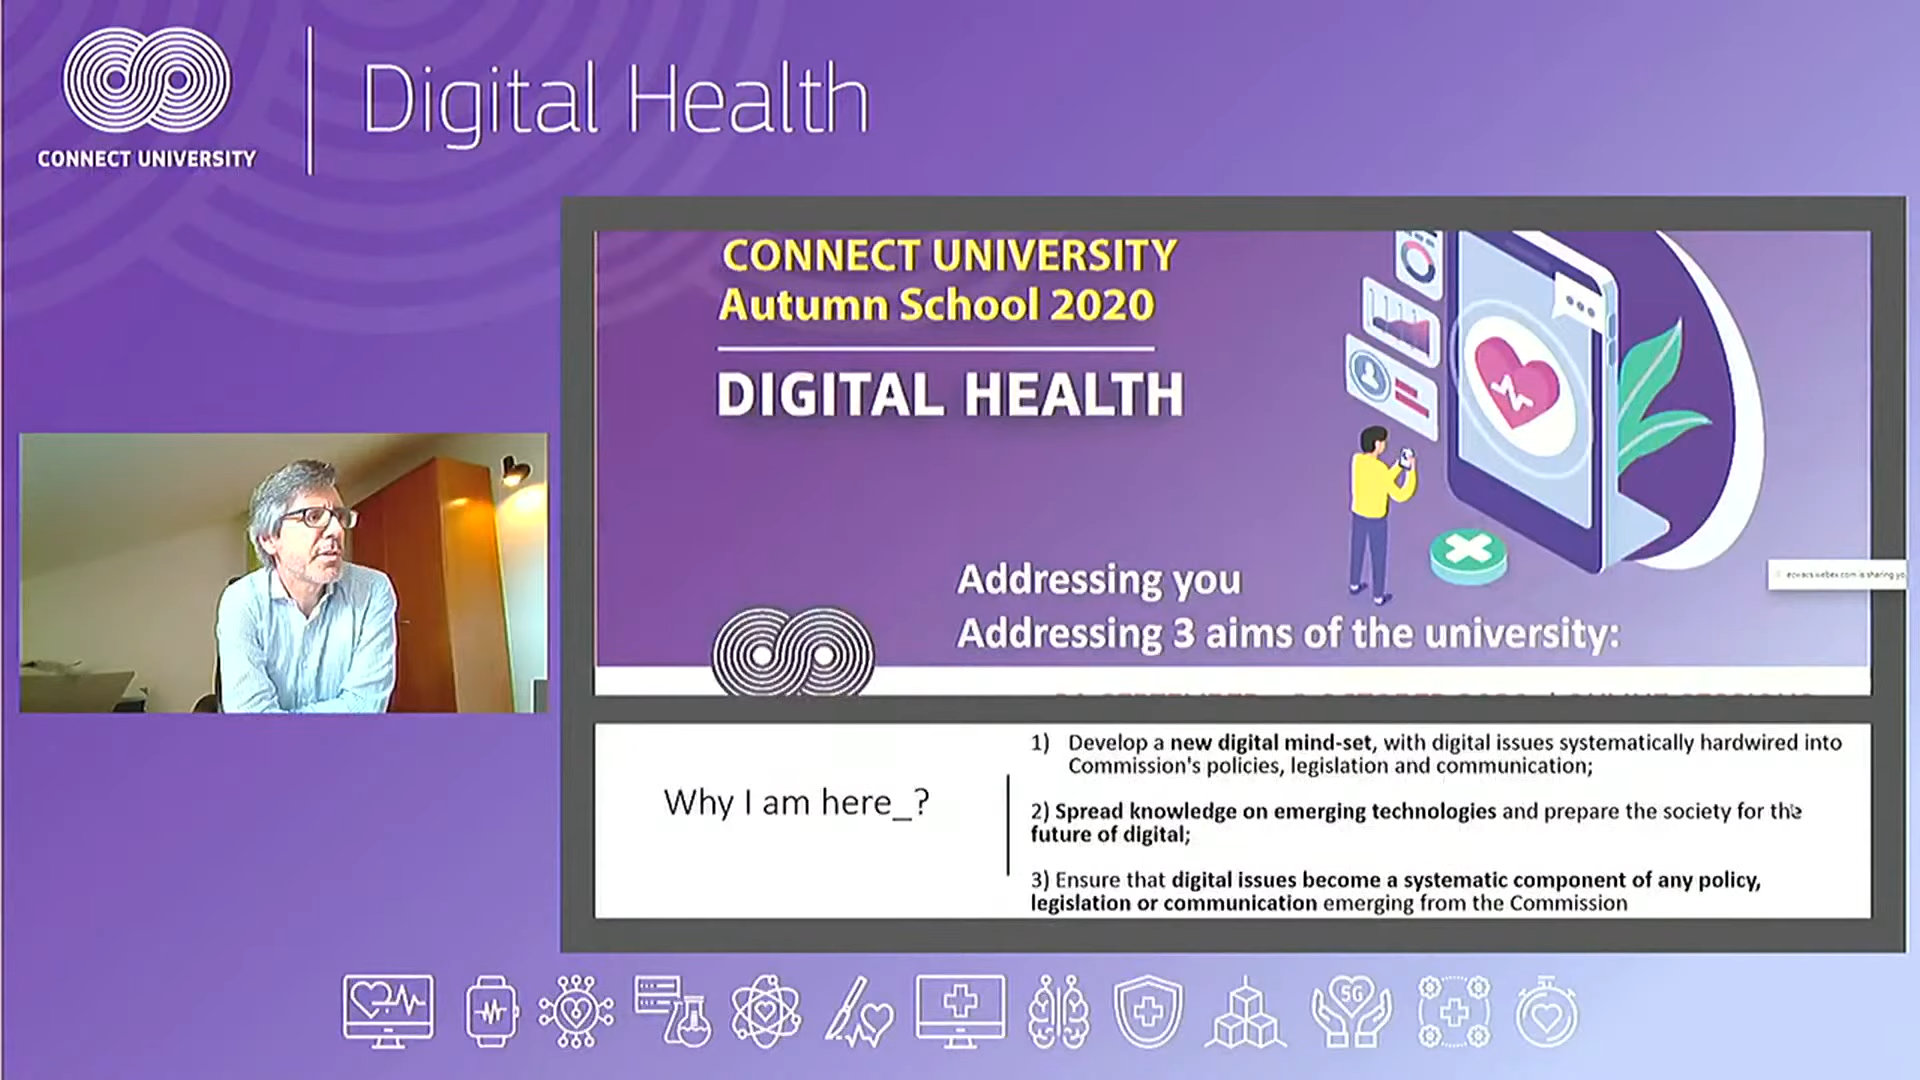 CONNECT UNIVERSITY
Digital Health
CONNECT UNIVERSITY
Autumn School 2020
DIGITAL HEALTH
Addressing you
Addressing 3 aims of the university:
Why I am here_?
1) Develop a new digital mind-set, with digital issues systematically hardwired into
Commission's policies, legislation and communication;
2) Spread knowledge on emerging technologies and prepare the society for the
future of digital;
3) Ensure that digital issues become a systematic component of any policy,
legislation or communication emerging from the Commission
5G